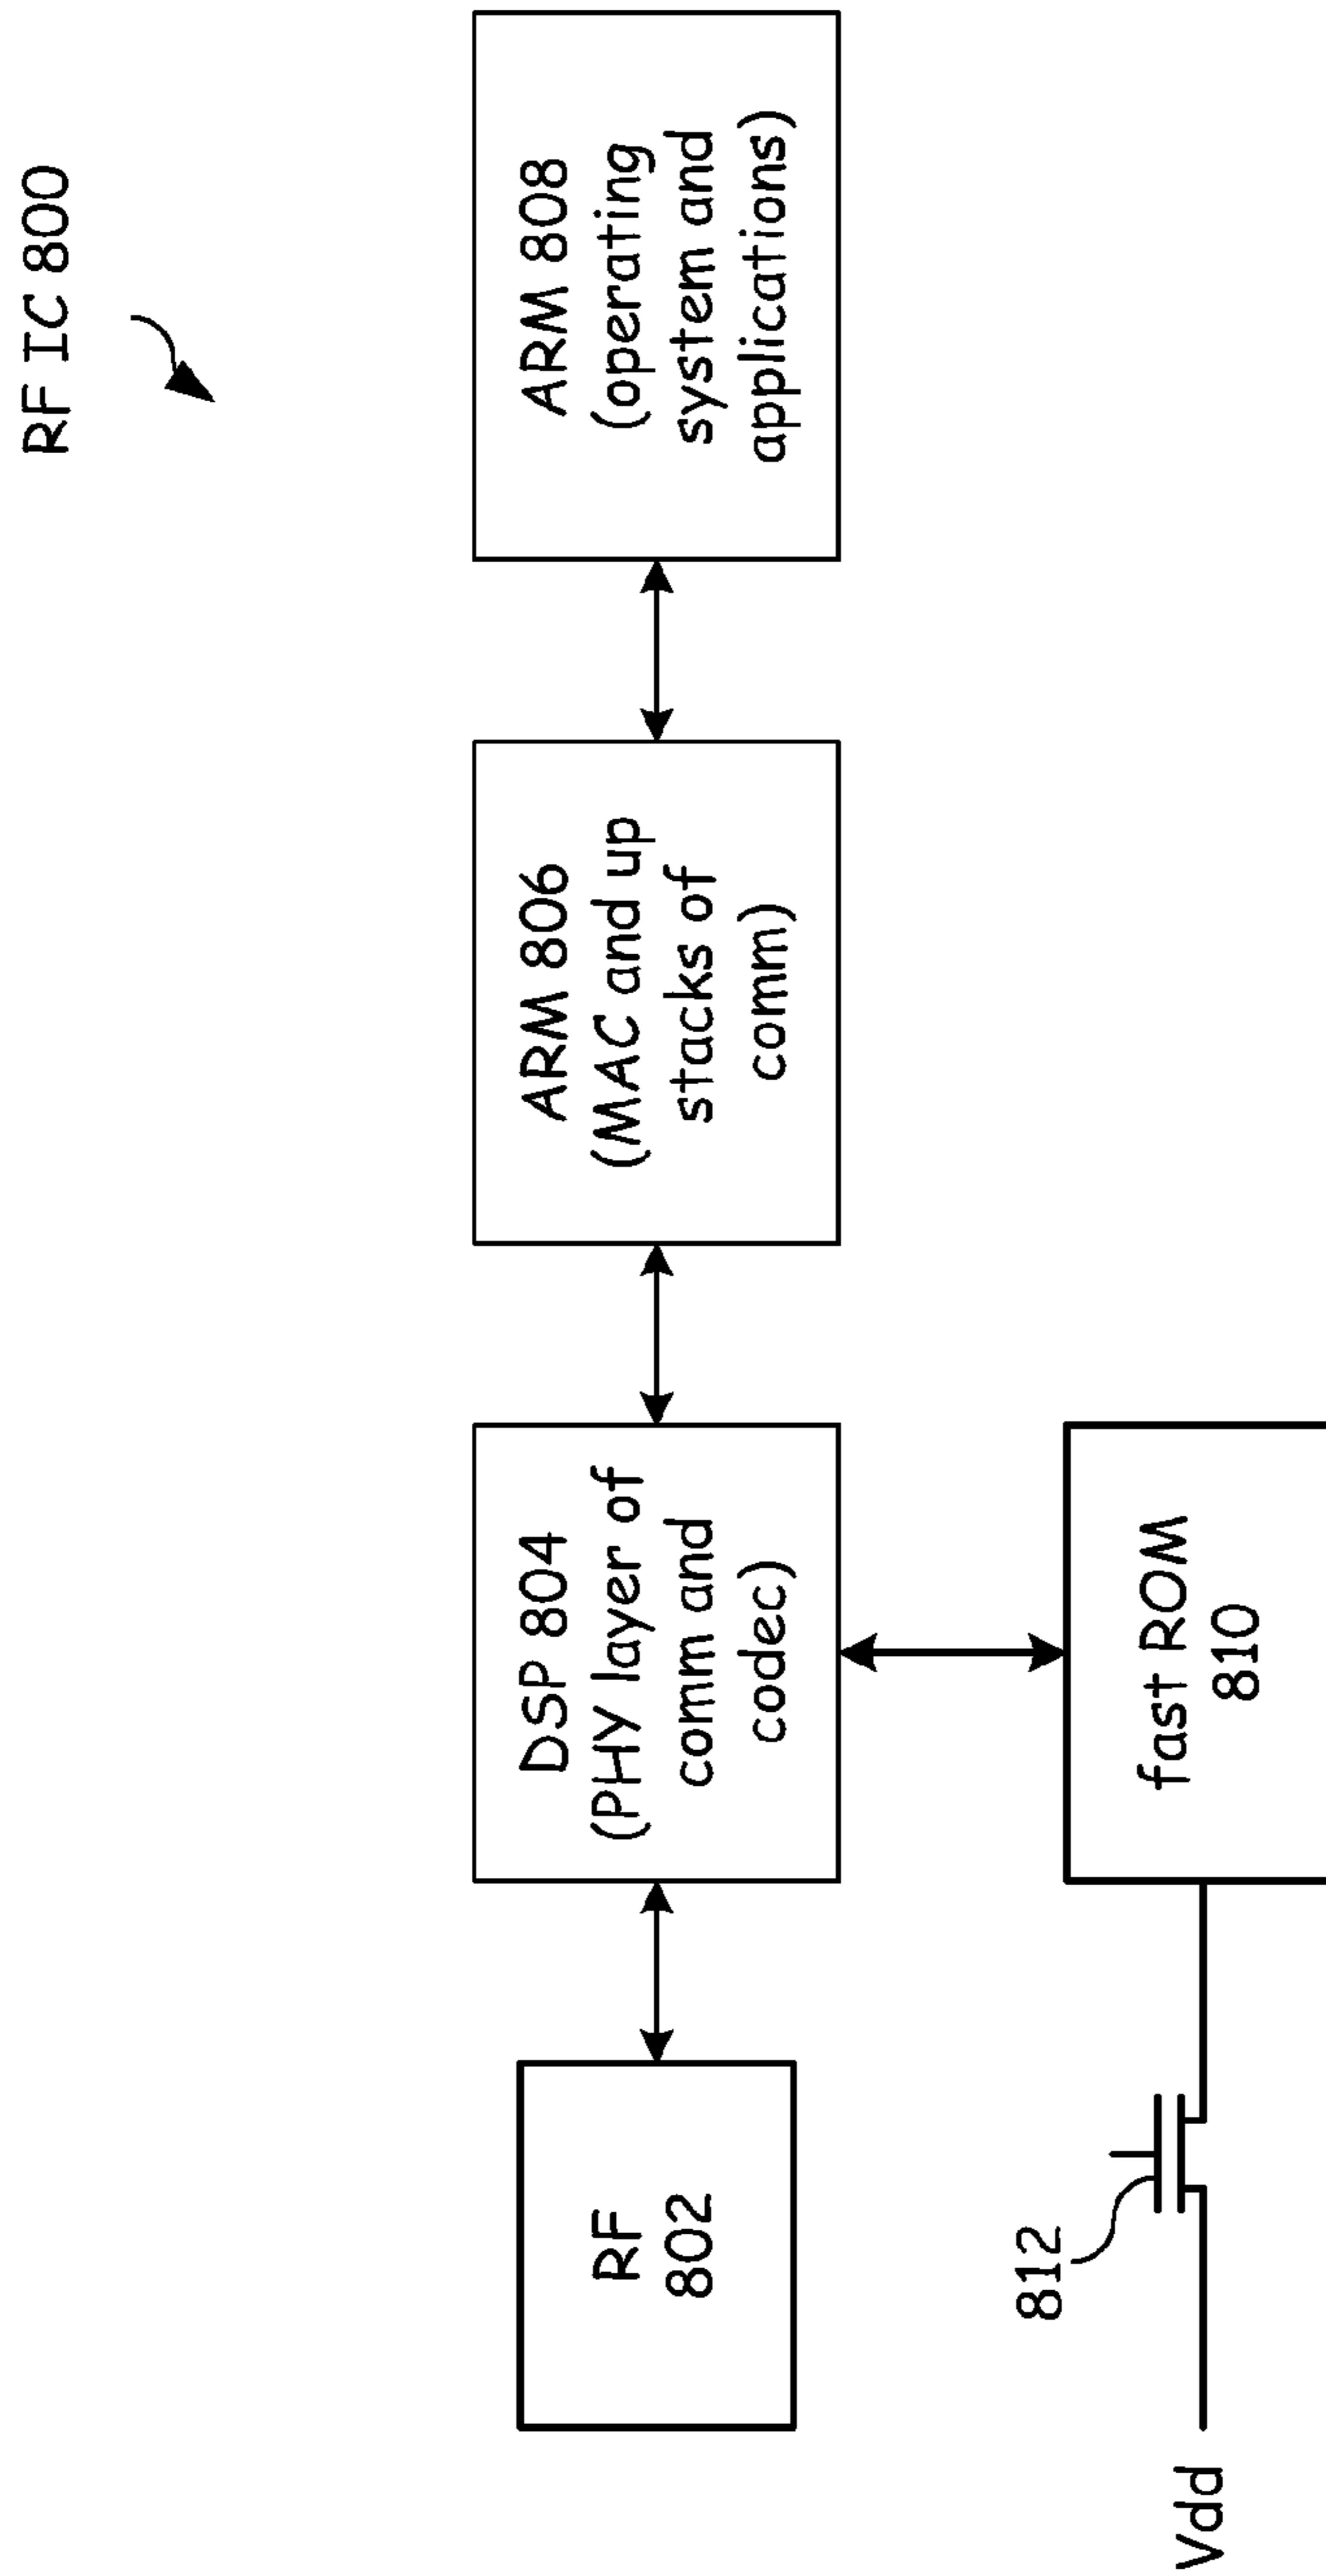 RF IC 800
RF
802
DSP 804
(PHY layer of
comm and
codec)
ARM 806
(MAC and up
stacks of
comm)
ARM 808
(operating
system and
applications)
812
Vdd
fast ROM
810